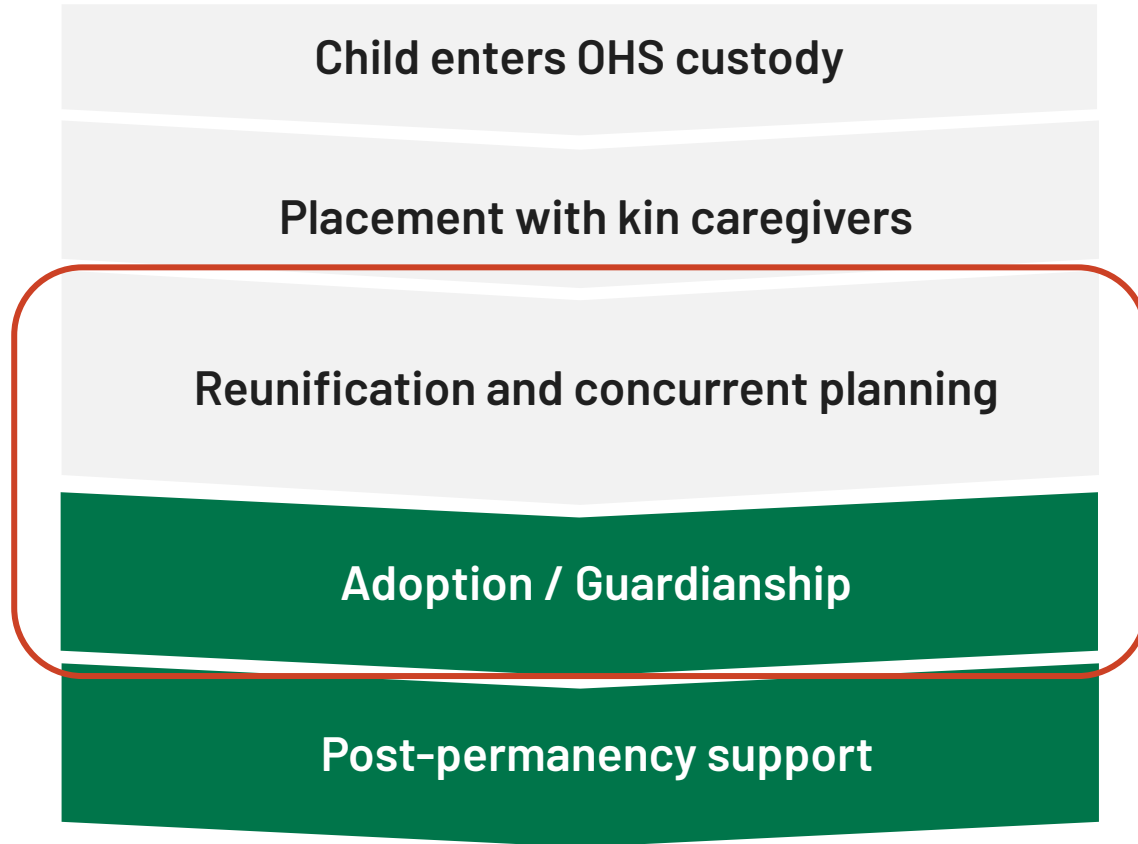 Child enters OHS custody
Placement with kin caregivers
Reunification and concurrent planning
Adoption / Guardianship
Post-permanency support